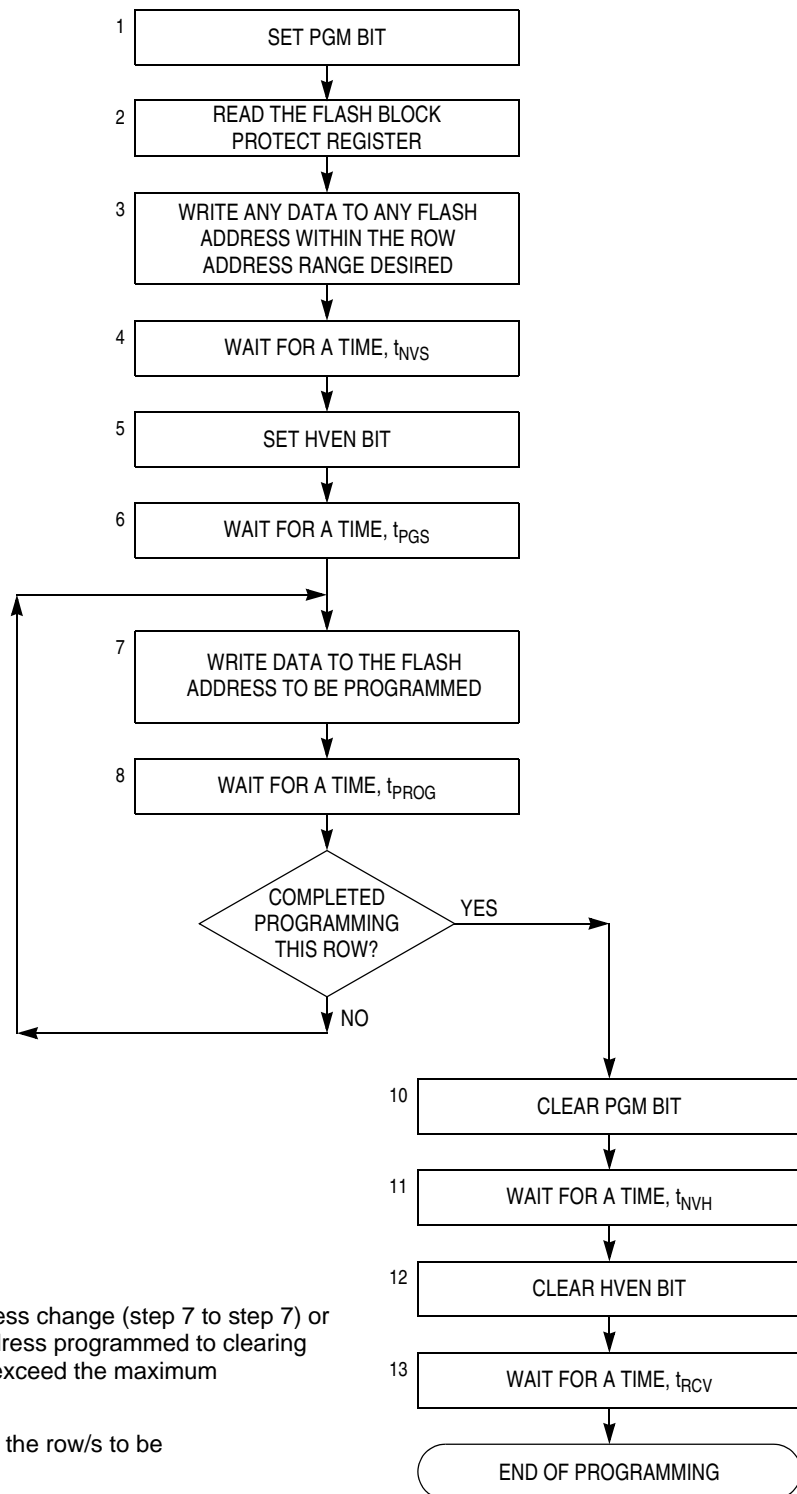 1
SET PGM BIT
2
READ THE FLASH BLOCK
PROTECT REGISTER
3
WRITE ANY DATA TO ANY FLASH
ADDRESS WITHIN THE ROW
ADDRESS RANGE DESIRED
4
WAIT FOR A TIME, tNVS
5
SET HVEN BIT
6
WAIT FOR A TIME, tPGS
7
WRITE DATA TO THE FLASH
ADDRESS TO BE PROGRAMMED
8
WAIT FOR A TIME, tPROG
COMPLETED
PROGRAMMING
THIS ROW?
YES
NO
10
CLEAR PGM BIT
11
WAIT FOR A TIME, tNVH
12
CLEAR HVEN BIT
13
WAIT FOR A TIME, tRCV
END OF PROGRAMMING
ess change (step 7 to step 7) or
dress programmed to clearing
exceed the maximum
the row/s to be